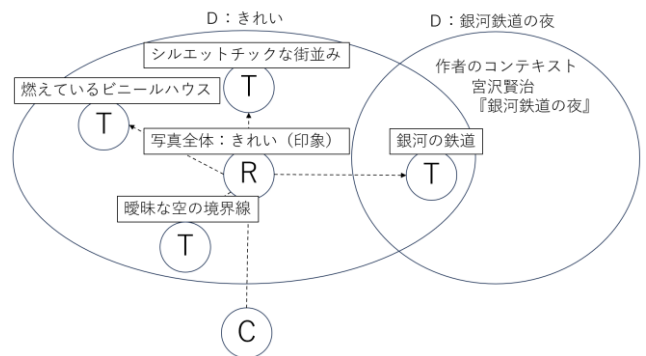 D：きれい
D：銀河鉄道の夜
シルエットチックな街並み
T
作者のコンテキスト
宮沢賢治
『銀河鉄道の夜』
燃えているビニールハウス
T
写真全体：きれい（印象）
R
銀河の鉄道
T
曖昧な空の境界線
T
C